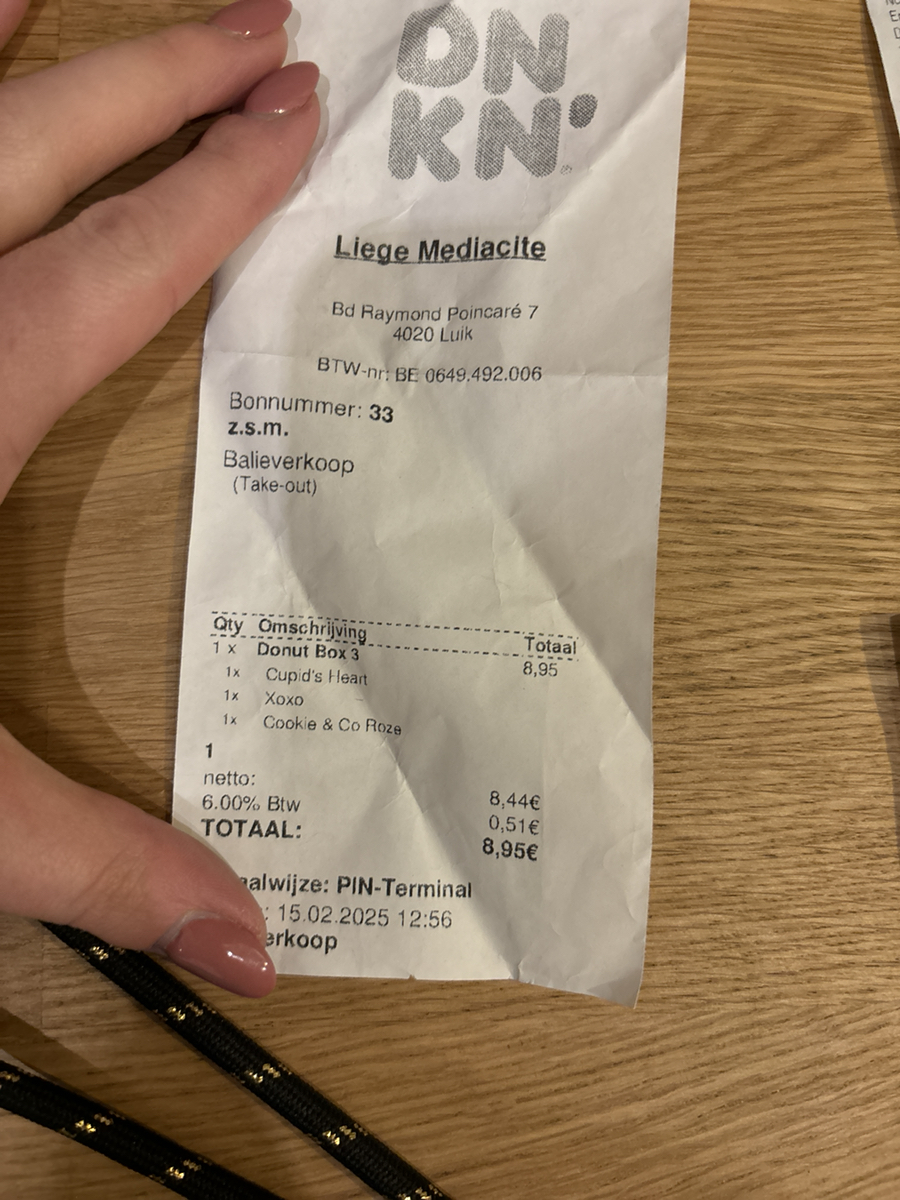 DN
KN'
Liege Mediacite
Bd Raymond Poincaré 7
4020 Luik
BTW-nr: BE 0649.492.006
Bonnummer: 33
z.s.m.
Balieverkoop
(Take-out)
Qty Omschrijving Totaal
1 x Donut Box 3 8,95
1x Cupid's Heart
1x Xoxo
1x Cookie & Co Roze
1
netto: 8,44€
6.00% Btw 0,51€
TOTAAL: 8,95€
aalwijze: PIN-Terminal
: 15.02.2025 12:56
erkoop